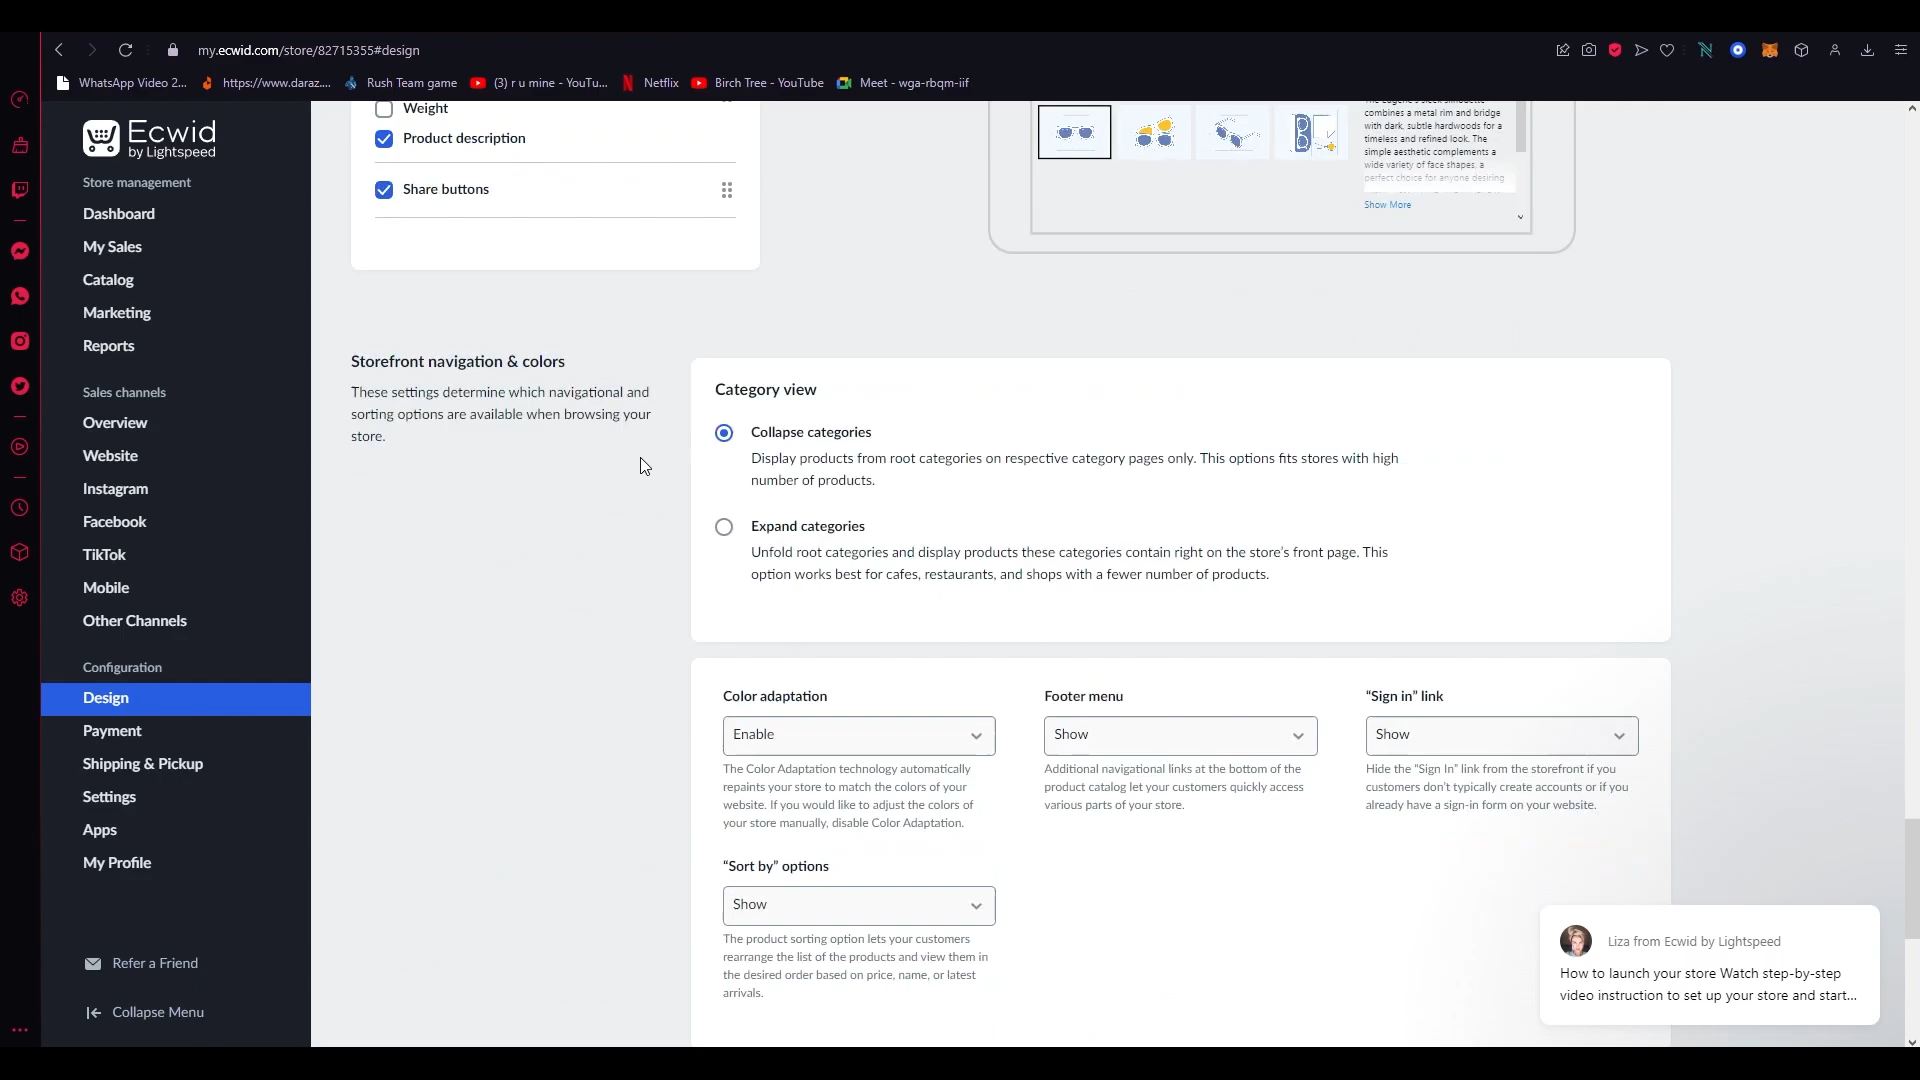 my.ecwid.com/store/82715355#design
WhatsApp Video 2...
https://www.daraz....
Rush Team game
(3) r u mine - YouTu...
Netflix
Birch Tree - YouTube
Meet - wga-rbqm-iif
Ecwid
by Lightspeed
Store management
Dashboard
My Sales
Catalog
Marketing
Reports
Sales channels
Overview
Website
Instagram
Facebook
TikTok
Mobile
Other Channels
Configuration
Design
Payment
Shipping & Pickup
Settings
Apps
My Profile
Refer a Friend
Collapse Menu
Weight
Product description
Share buttons
combines a metal rim and bridge
with dark, subtle hardwoods for a
timeless and refined look. The
simple aesthetic complements a
wide variety of face shapes, a
perfect choice for anyone desiring
Show More
Storefront navigation & colors
These settings determine which navigational and
sorting options are available when browsing your
store.
Category view
Collapse categories
Display products from root categories on respective category pages only. This options fits stores with high
number of products.
Expand categories
Unfold root categories and display products these categories contain right on the store's front page. This
option works best for cafes, restaurants, and shops with a fewer number of products.
Color adaptation
Enable
The Color Adaptation technology automatically
repaints your store to match the colors of your
website. If you would like to adjust the colors of
your store manually, disable Color Adaptation.
Footer menu
Show
Additional navigational links at the bottom of the
product catalog let your customers quickly access
various parts of your store.
“Sign in” link
Show
Hide the “Sign In” link from the storefront if you
customers don't typically create accounts or if you
already have a sign-in form on your website.
“Sort by” options
Show
The product sorting option lets your customers
rearrange the list of the products and view them in
the desired order based on price, name, or latest
arrivals.
Liza from Ecwid by Lightspeed
How to launch your store Watch step-by-step
video instruction to set up your store and start...